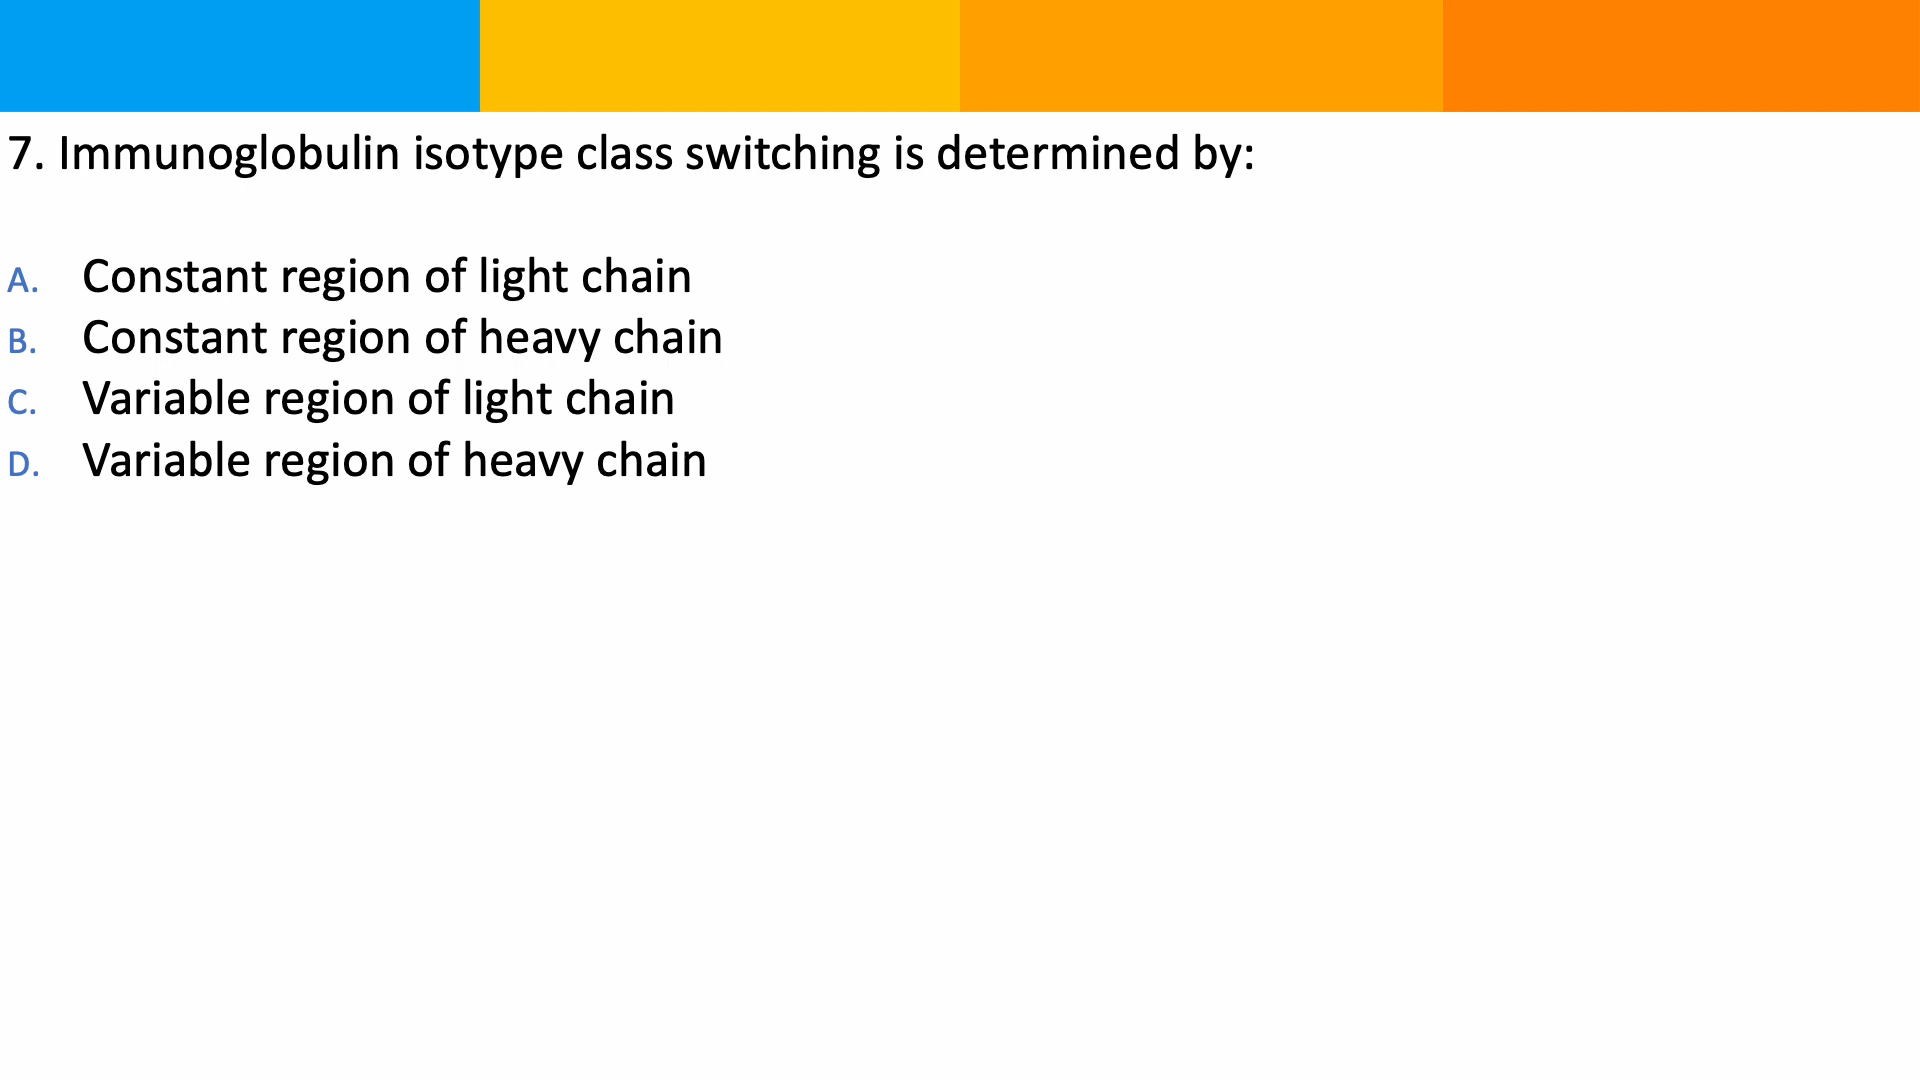 7. Immunoglobulin isotype class switching is determined by:
A. Constant region of light chain
B. Constant region of heavy chain
C. Variable region of light chain
D. Variable region of heavy chain